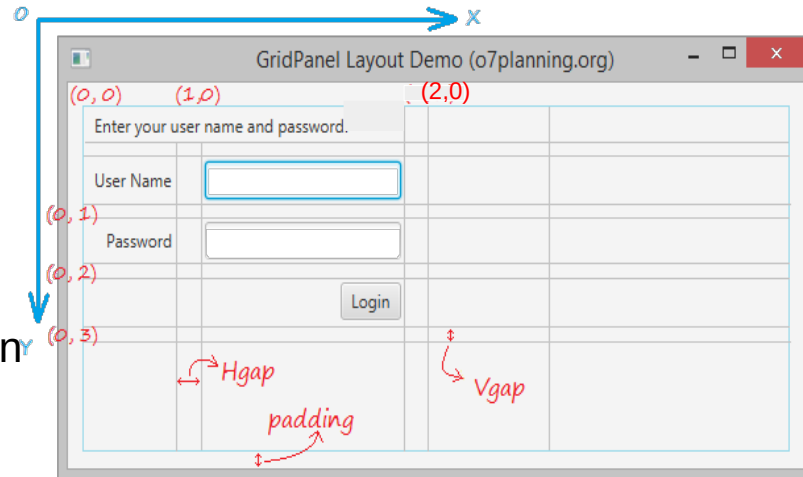 O
X
GridPanel Layout Demo (o7planning.org)
(0,0) (1,0) (2,0)
Enter your user name and password.
User Name
(0,1)
Password
(0,2)
Login
(0,3)
n
Y
Hgap
Vgap
padding